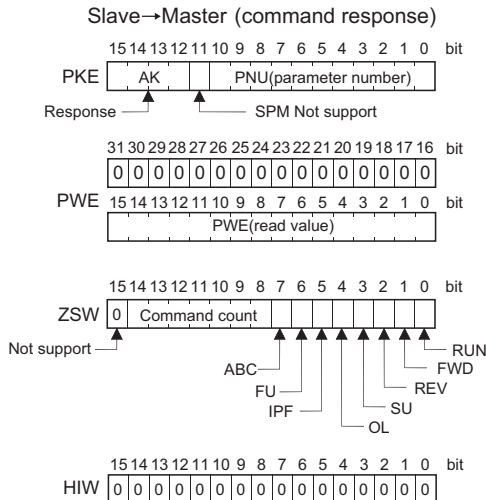 Slave→Master (command response)
15 14 13 12 11 10 9 8 7 6 5 4 3 2 1 0 bit
PKE AK PNU(parameter number)
Response SPM Not support
31 30 29 28 27 26 25 24 23 22 21 20 19 18 17 16 bit
0 0 0 0 0 0 0 0 0 0 0 0 0 0 0 0
PWE 15 14 13 12 11 10 9 8 7 6 5 4 3 2 1 0 bit
PWE(read value)
15 14 13 12 11 10 9 8 7 6 5 4 3 2 1 0 bit
ZSW 0 Command count
Not support RUN
ABC FWD
FU REV
IPF SU
OL
15 14 13 12 11 10 9 8 7 6 5 4 3 2 1 0 bit
HIW 0 0 0 0 0 0 0 0 0 0 0 0 0 0 0 0